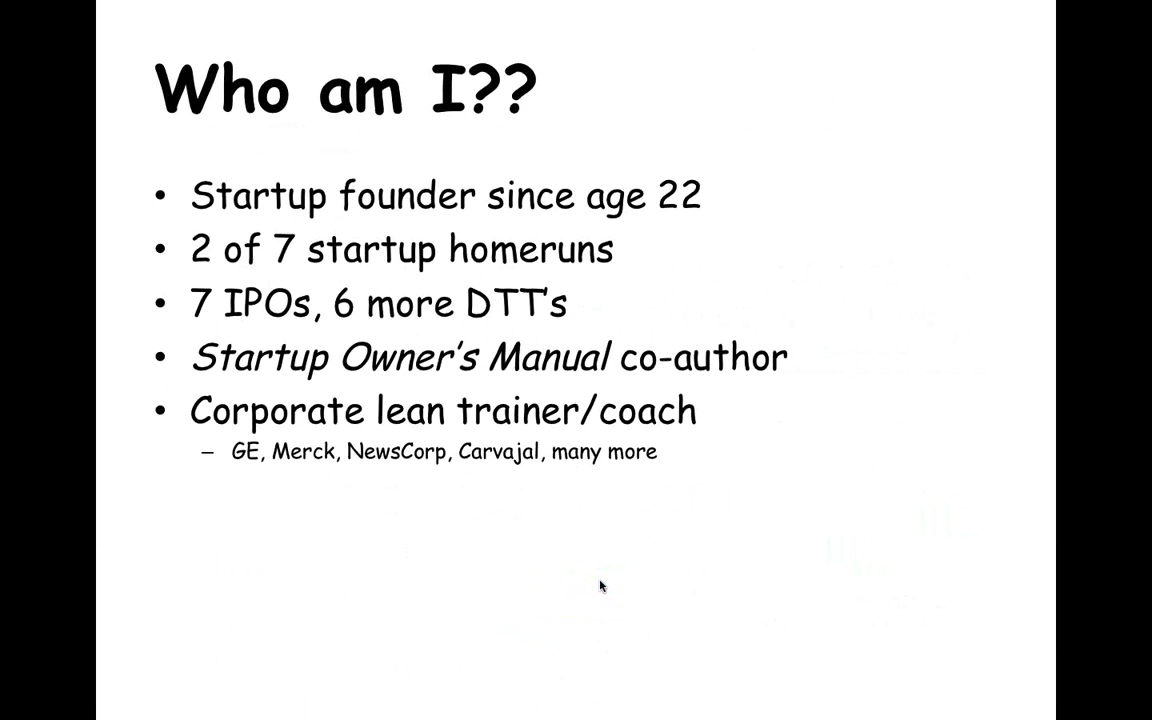 Who am I??
• Startup founder since age 22
• 2 of 7 startup homeruns
• 7 IPOs, 6 more DTT's
• Startup Owner's Manual co-author
• Corporate lean trainer/coach
– GE, Merck, NewsCorp, Carvajal, many more